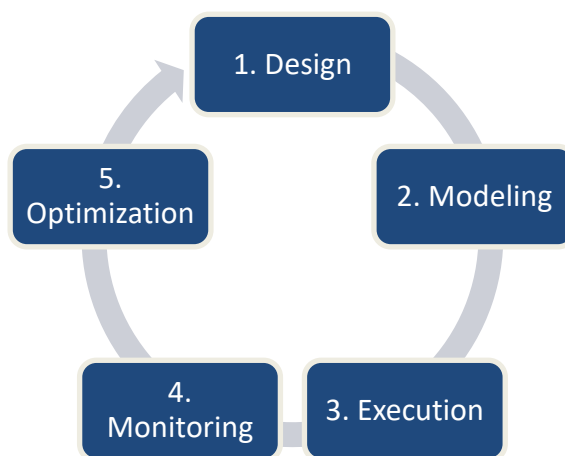 1. Design
2. Modeling
3. Execution
4.
Monitoring
5.
Optimization